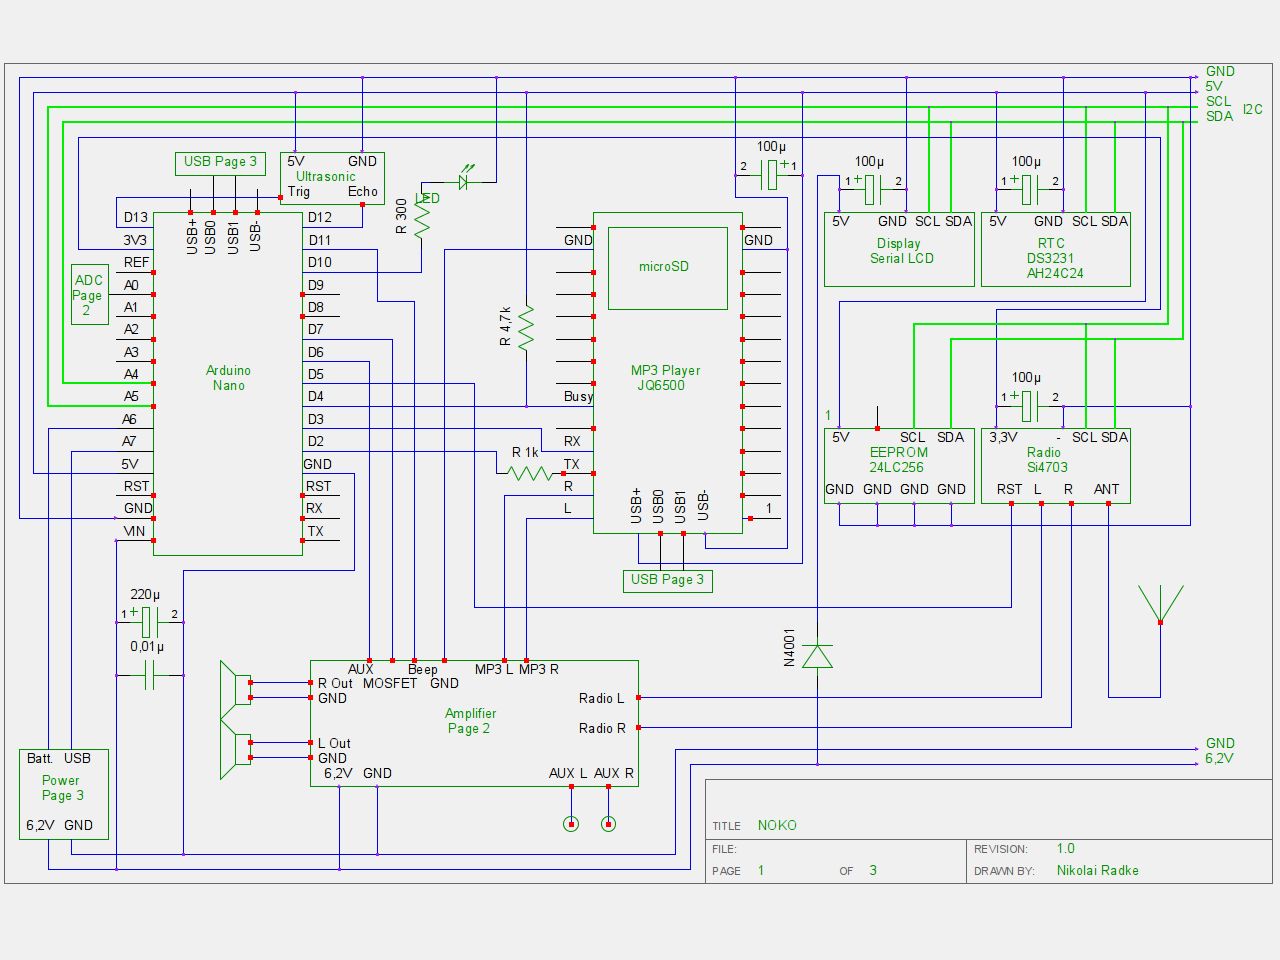 GND
5V
SCL
I2C
SDA
USB Page 3
5V GND
Ultrasonic
Trig Echo
LED
R 300
100µ
2 + 1
100µ
1 + 2
100µ
1 + 2
5V GND SCL SDA
Display
Serial LCD
5V GND SCL SDA
RTC
DS3231
AH24C24
D13
3V3
REF
A0
A1
A2
A3
A4
A5
A6
A7
5V
RST
GND
VIN
USB+
USB0
USB1
USB-
Arduino
Nano
D12
D11
D10
D9
D8
D7
D6
D5
D4
D3
D2
GND
RST
RX
TX
ADC
Page
2
R 4,7k
R 1k
GND
microSD
GND
MP3 Player
JQ6500
Busy
RX
TX
R
L
USB+
USB0
USB1
USB-
1
USB Page 3
100µ
1 + 2
1
5V SCL SDA
EEPROM
24LC256
GND GND GND GND
3,3V - SCL SDA
Radio
Si4703
RST L R ANT
220µ
1 + 2
0,01µ
N4001
AUX Beep MP3 L MP3 R
R Out MOSFET GND
GND
Radio L
Amplifier
Page 2
Radio R
L Out
GND
6,2V GND
AUX L AUX R
Batt. USB
Power
Page 3
6,2V GND
GND
6,2V
TITLE NOKO
FILE:
REVISION: 1.0
PAGE 1 OF 3
DRAWN BY: Nikolai Radke